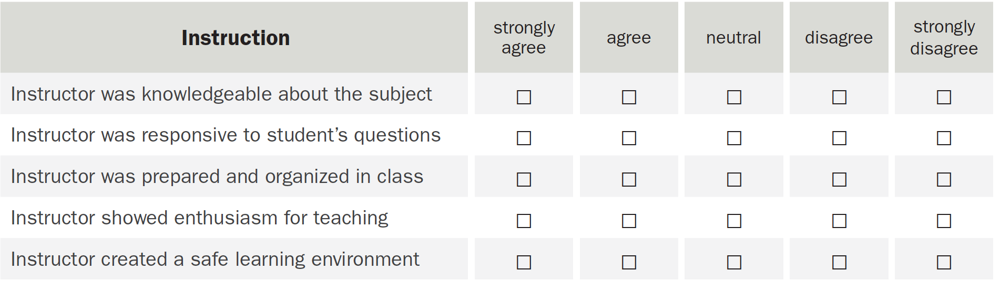 Instruction
strongly
agree
agree
neutral
disagree
strongly
disagree
Instructor was knowledgeable about the subject
Instructor was responsive to student’s questions
Instructor was prepared and organized in class
Instructor showed enthusiasm for teaching
Instructor created a safe learning environment